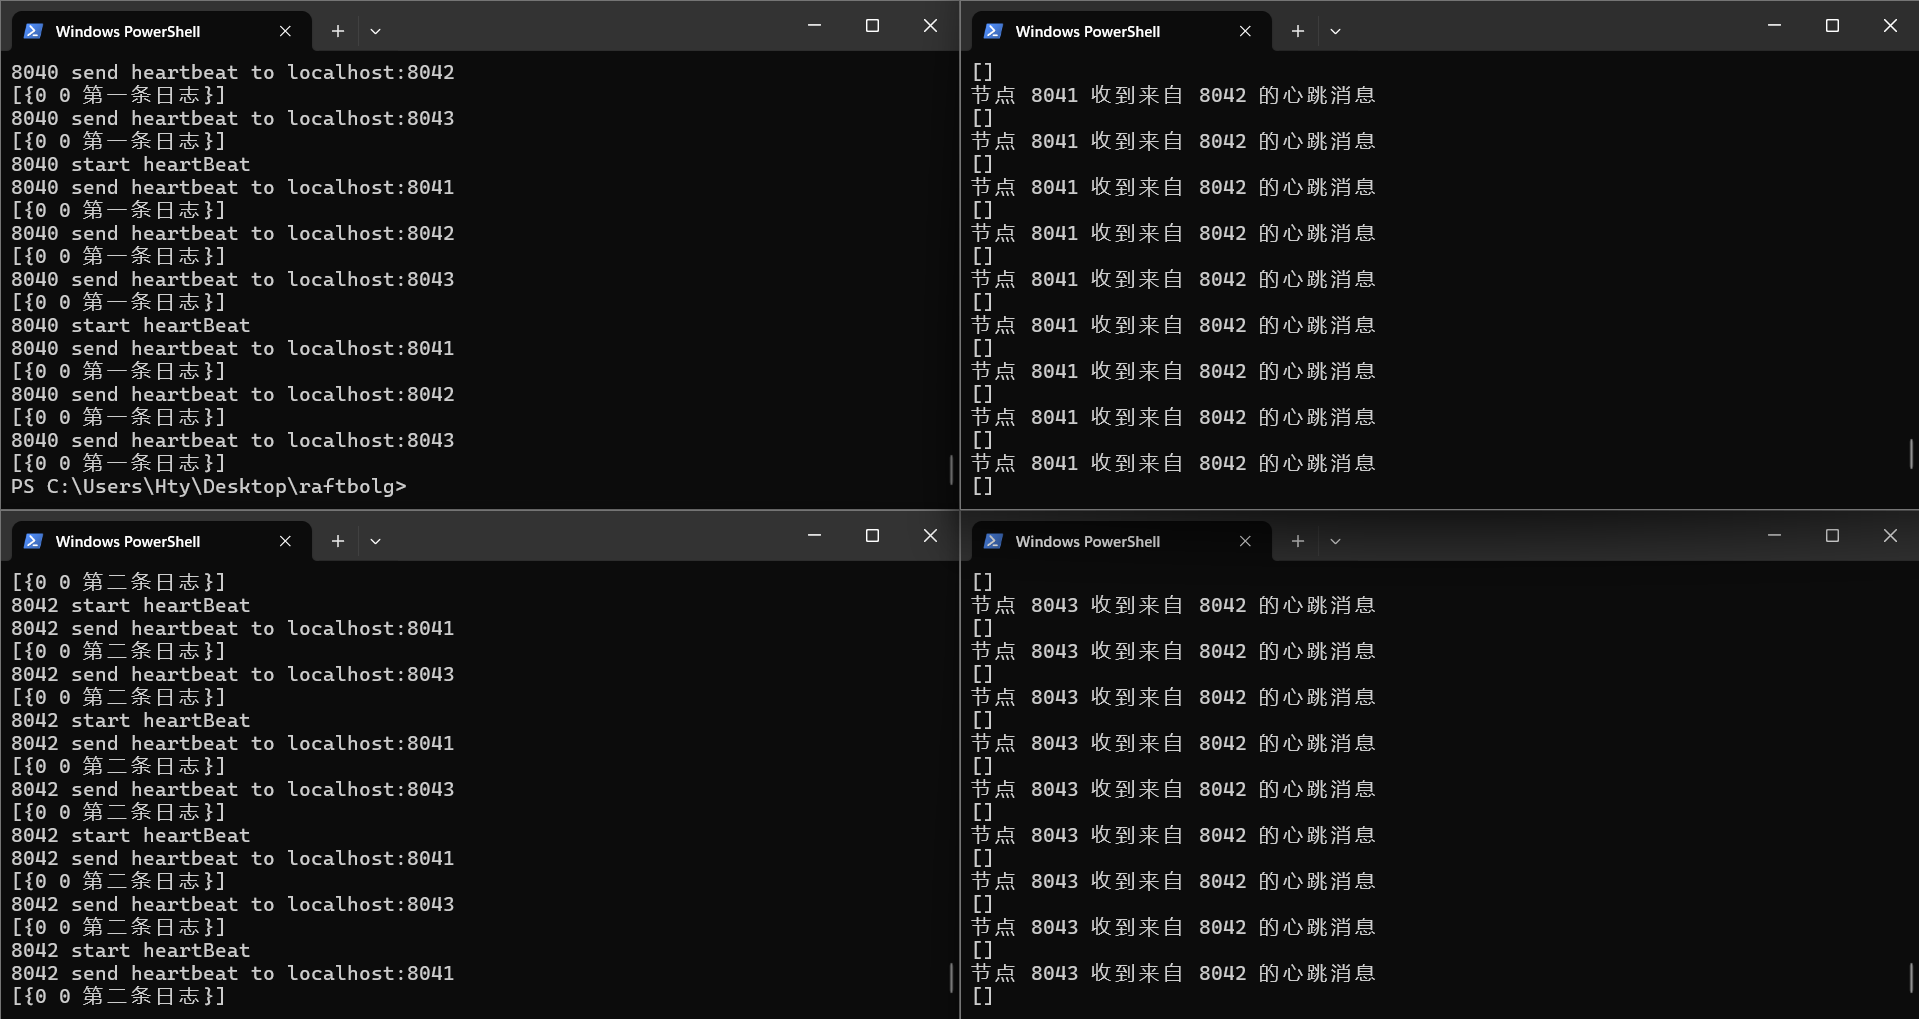 Windows PowerShell
8040 send heartbeat to localhost:8042
[{0 0 第一条日志}]
8040 send heartbeat to localhost:8043
[{0 0 第一条日志}]
8040 start heartBeat
8040 send heartbeat to localhost:8041
[{0 0 第一条日志}]
8040 send heartbeat to localhost:8042
[{0 0 第一条日志}]
8040 send heartbeat to localhost:8043
[{0 0 第一条日志}]
8040 start heartBeat
8040 send heartbeat to localhost:8041
[{0 0 第一条日志}]
8040 send heartbeat to localhost:8042
[{0 0 第一条日志}]
8040 send heartbeat to localhost:8043
[{0 0 第一条日志}]
PS C:\Users\Hty\Desktop\raftbolg>
Windows PowerShell
[]
节点 8041 收到来自 8042 的心跳消息
[]
节点 8041 收到来自 8042 的心跳消息
[]
节点 8041 收到来自 8042 的心跳消息
[]
节点 8041 收到来自 8042 的心跳消息
[]
节点 8041 收到来自 8042 的心跳消息
[]
节点 8041 收到来自 8042 的心跳消息
[]
节点 8041 收到来自 8042 的心跳消息
[]
节点 8041 收到来自 8042 的心跳消息
[]
节点 8041 收到来自 8042 的心跳消息
[]
Windows PowerShell
[{0 0 第二条日志}]
8042 start heartBeat
8042 send heartbeat to localhost:8041
[{0 0 第二条日志}]
8042 send heartbeat to localhost:8043
[{0 0 第二条日志}]
8042 start heartBeat
8042 send heartbeat to localhost:8041
[{0 0 第二条日志}]
8042 send heartbeat to localhost:8043
[{0 0 第二条日志}]
8042 start heartBeat
8042 send heartbeat to localhost:8041
[{0 0 第二条日志}]
8042 send heartbeat to localhost:8043
[{0 0 第二条日志}]
8042 start heartBeat
8042 send heartbeat to localhost:8041
[{0 0 第二条日志}]
Windows PowerShell
[]
节点 8043 收到来自 8042 的心跳消息
[]
节点 8043 收到来自 8042 的心跳消息
[]
节点 8043 收到来自 8042 的心跳消息
[]
节点 8043 收到来自 8042 的心跳消息
[]
节点 8043 收到来自 8042 的心跳消息
[]
节点 8043 收到来自 8042 的心跳消息
[]
节点 8043 收到来自 8042 的心跳消息
[]
节点 8043 收到来自 8042 的心跳消息
[]
节点 8043 收到来自 8042 的心跳消息
[]